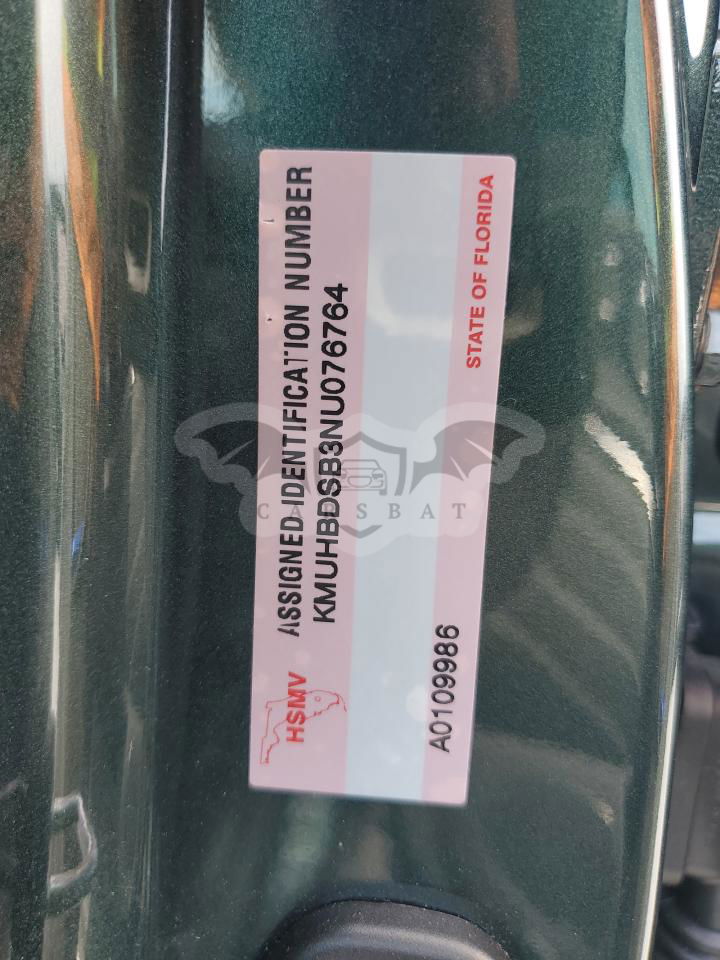 ASSIGNED IDENTIFICATION NUMBER
KMUHBDSB3NU076764
HSMV
STATE OF FLORIDA
A0109986
CARSBAT